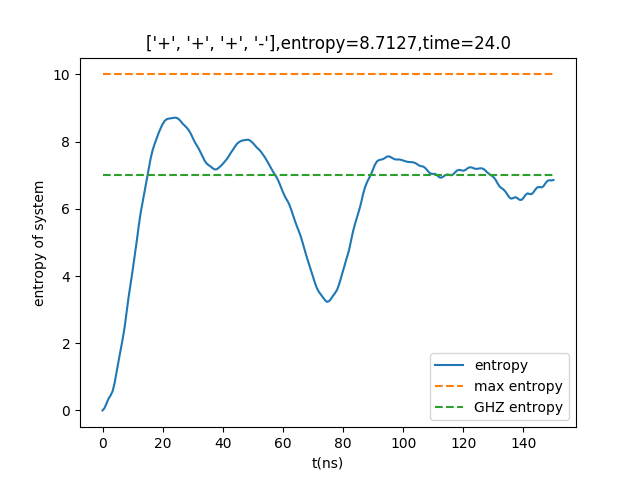 ['+', '+', '+', '-'],entropy=8.7127,time=24.0
entropy of system
10
8
6
4
2
0
0 20 40 60 80 100 120 140
t(ns)
entropy
max entropy
GHZ entropy